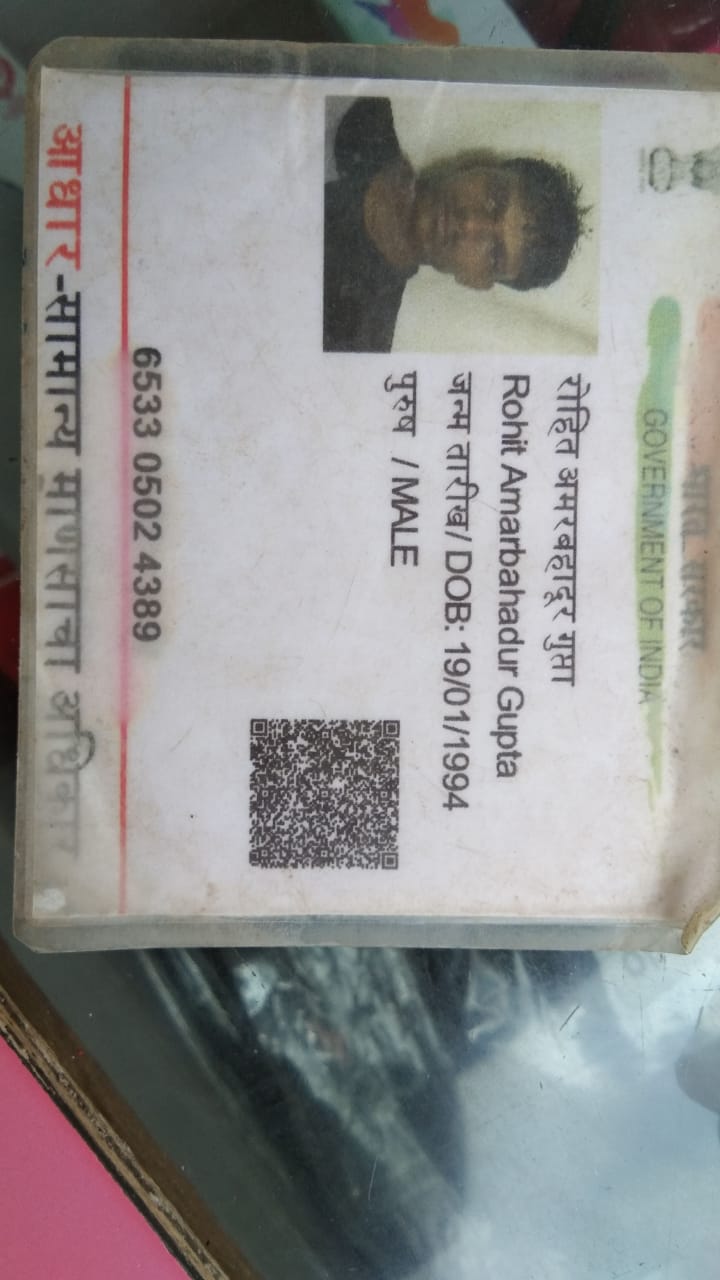 भारत सरकार
GOVERNMENT OF INDIA
रोहित अमरबहादूर गुप्ता
Rohit Amarbahadur Gupta
जन्म तारीख/ DOB: 19/01/1994
पुरुष / MALE
6533 0502 4389
आधार-सामान्य माणसाचा अधिकार